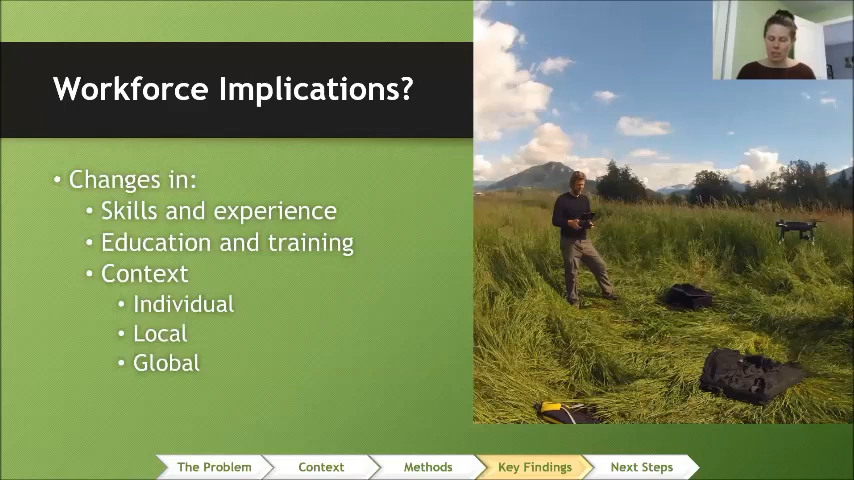 Workforce Implications?
• Changes in:
• Skills and experience
• Education and training
• Context
• Individual
• Local
• Global
The Problem
Context
Methods
Key Findings
Next Steps